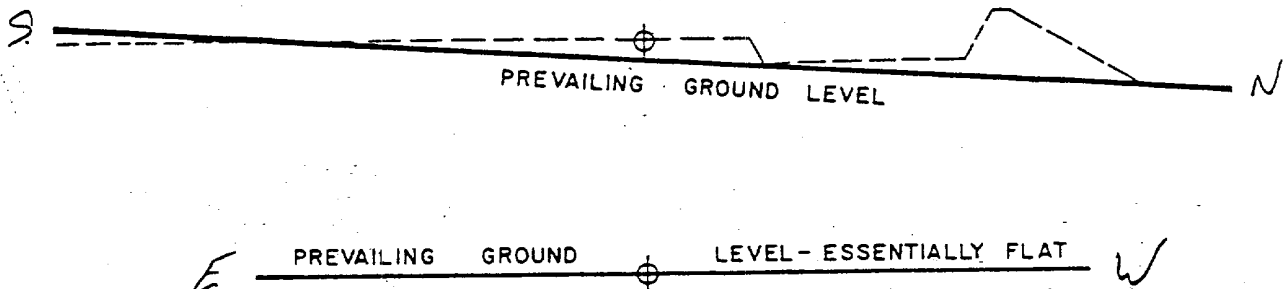 S.
N
PREVAILING GROUND LEVEL
E PREVAILING GROUND LEVEL - ESSENTIALLY FLAT W